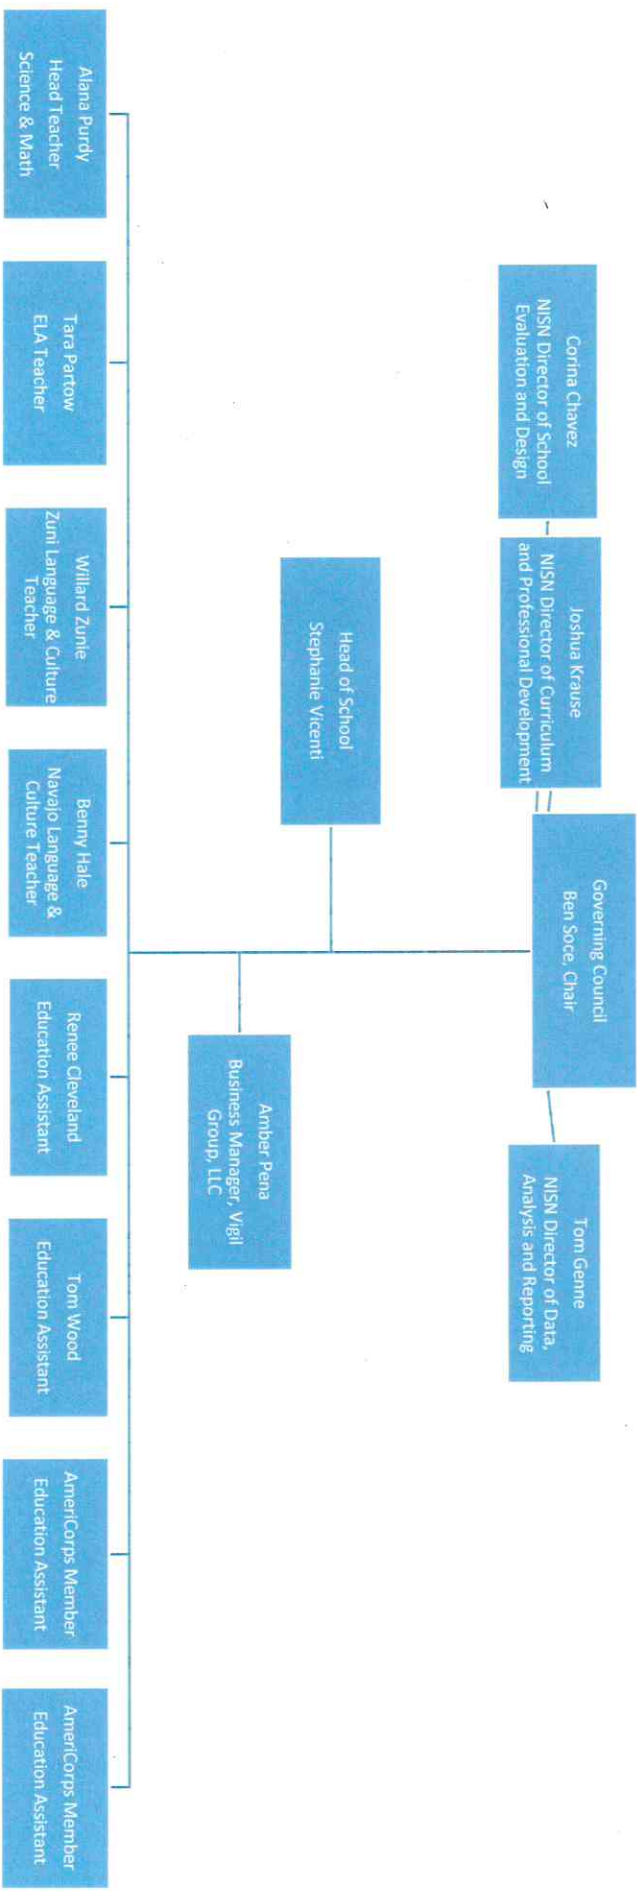 Governing Council
Ben Soce, Chair
Corina Chavez
NISN Director of School
Evaluation and Design
Joshua Krause
NISN Director of Curriculum
and Professional Development
Tom Genne
NISN Director of Data,
Analysis and Reporting
Head of School
Stephanie Vicenti
Amber Pena
Business Manager, Vigil
Group, LLC
Alana Purdy
Head Teacher
Science & Math
Tara Partow
ELA Teacher
Willard Zunie
Zuni Language & Culture
Teacher
Benny Hale
Navajo Language &
Culture Teacher
Renee Cleveland
Education Assistant
Tom Wood
Education Assistant
AmeriCorps Member
Education Assistant
AmeriCorps Member
Education Assistant